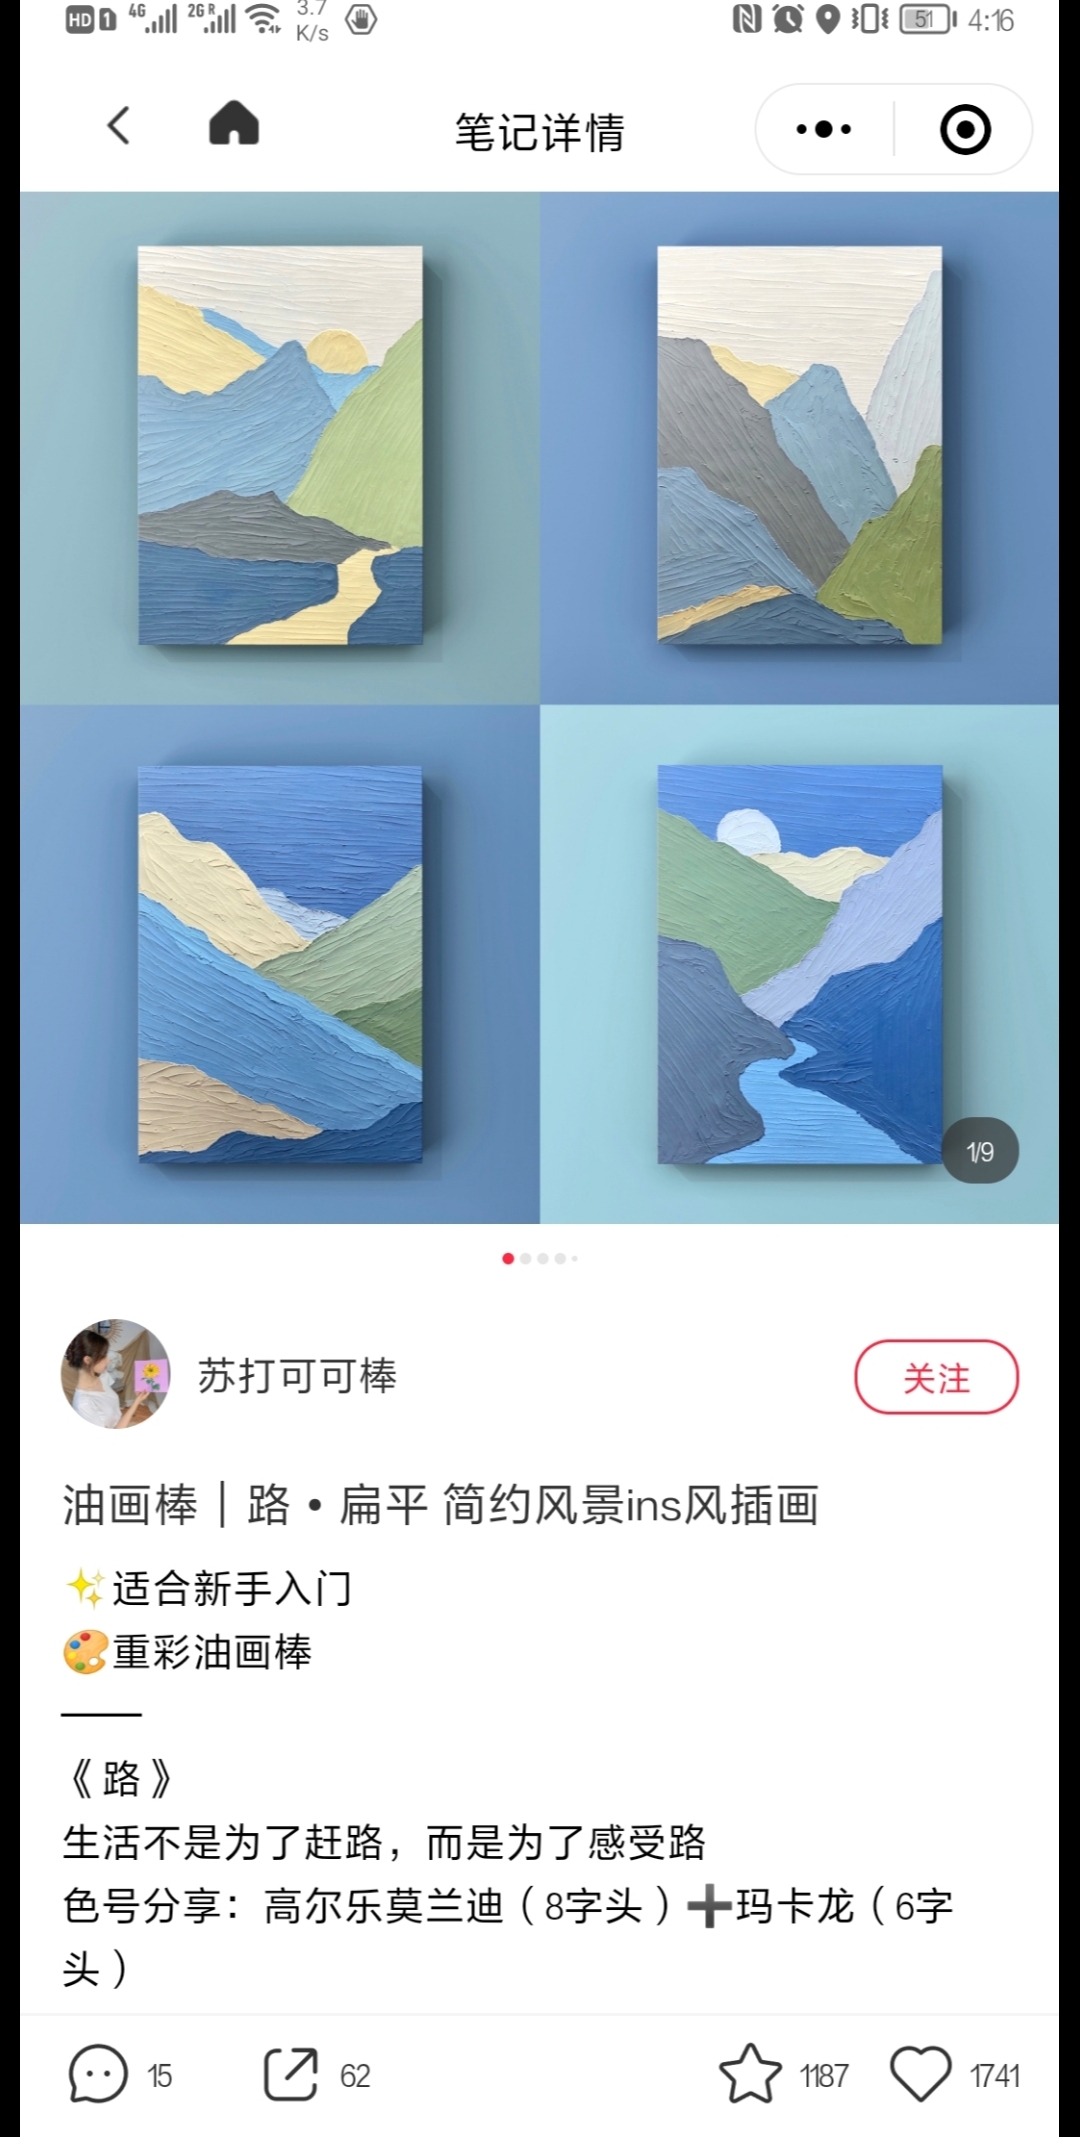 HD 1 4G 2G R 3.7 K/s 51 4:16
笔记详情
1/9
苏打可可棒
关注
油画棒｜路•扁平 简约风景ins风插画
✨适合新手入门
🎨重彩油画棒
——
《路》
生活不是为了赶路，而是为了感受路
色号分享：高尔乐莫兰迪（8字头）➕玛卡龙（6字
头）
15 62 1187 1741